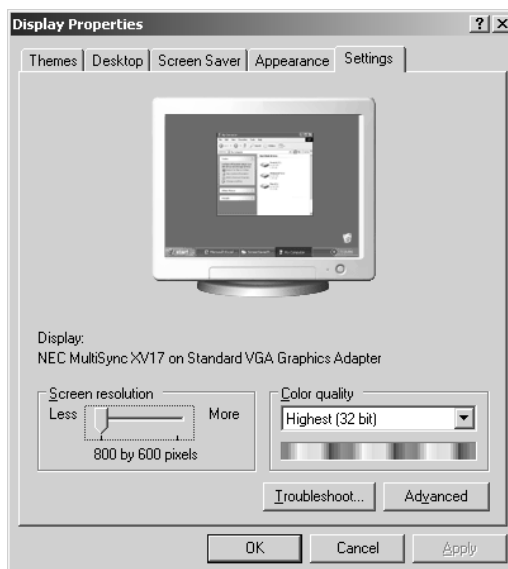 Display Properties
Themes Desktop Screen Saver Appearance Settings
Display:
NEC MultiSync XV17 on Standard VGA Graphics Adapter
Screen resolution
Less More
800 by 600 pixels
Color quality
Highest (32 bit)
Troubleshoot... Advanced
OK Cancel Apply